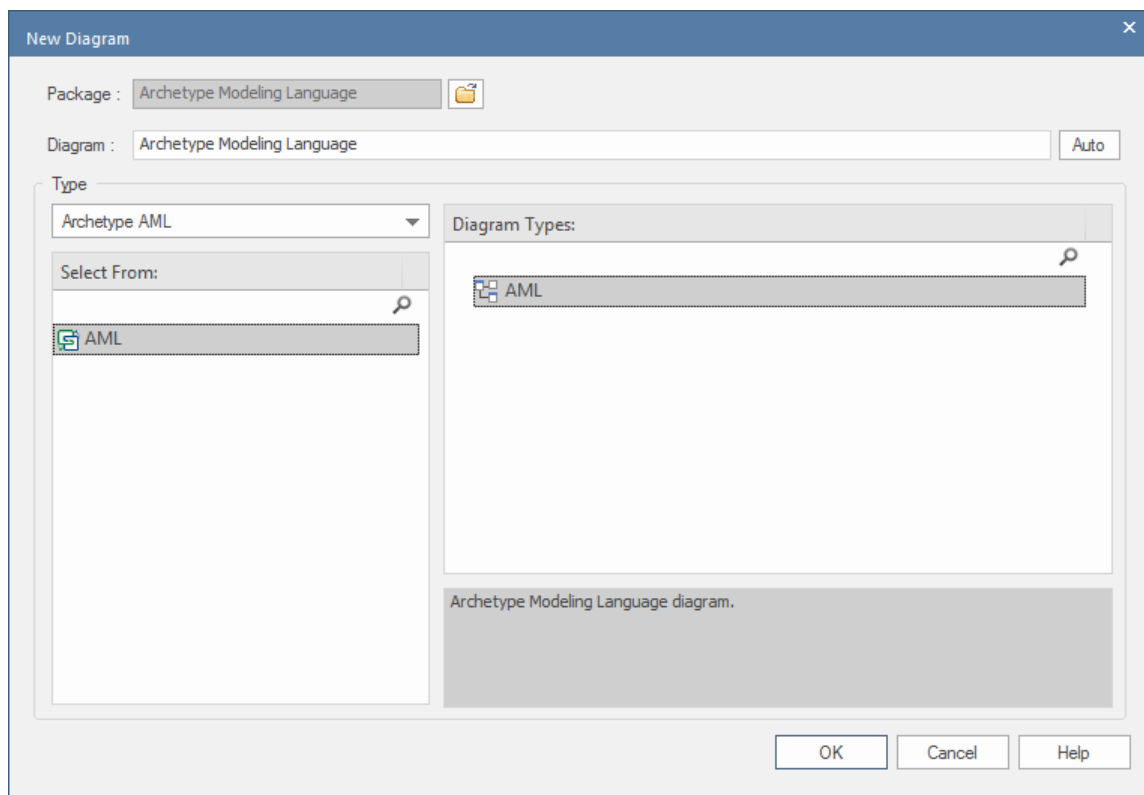 New Diagram
Package : Archetype Modeling Language
Diagram : Archetype Modeling Language Auto
Type
Archetype AML
Diagram Types:
Select From:
AML
AML
Archetype Modeling Language diagram.
OK Cancel Help